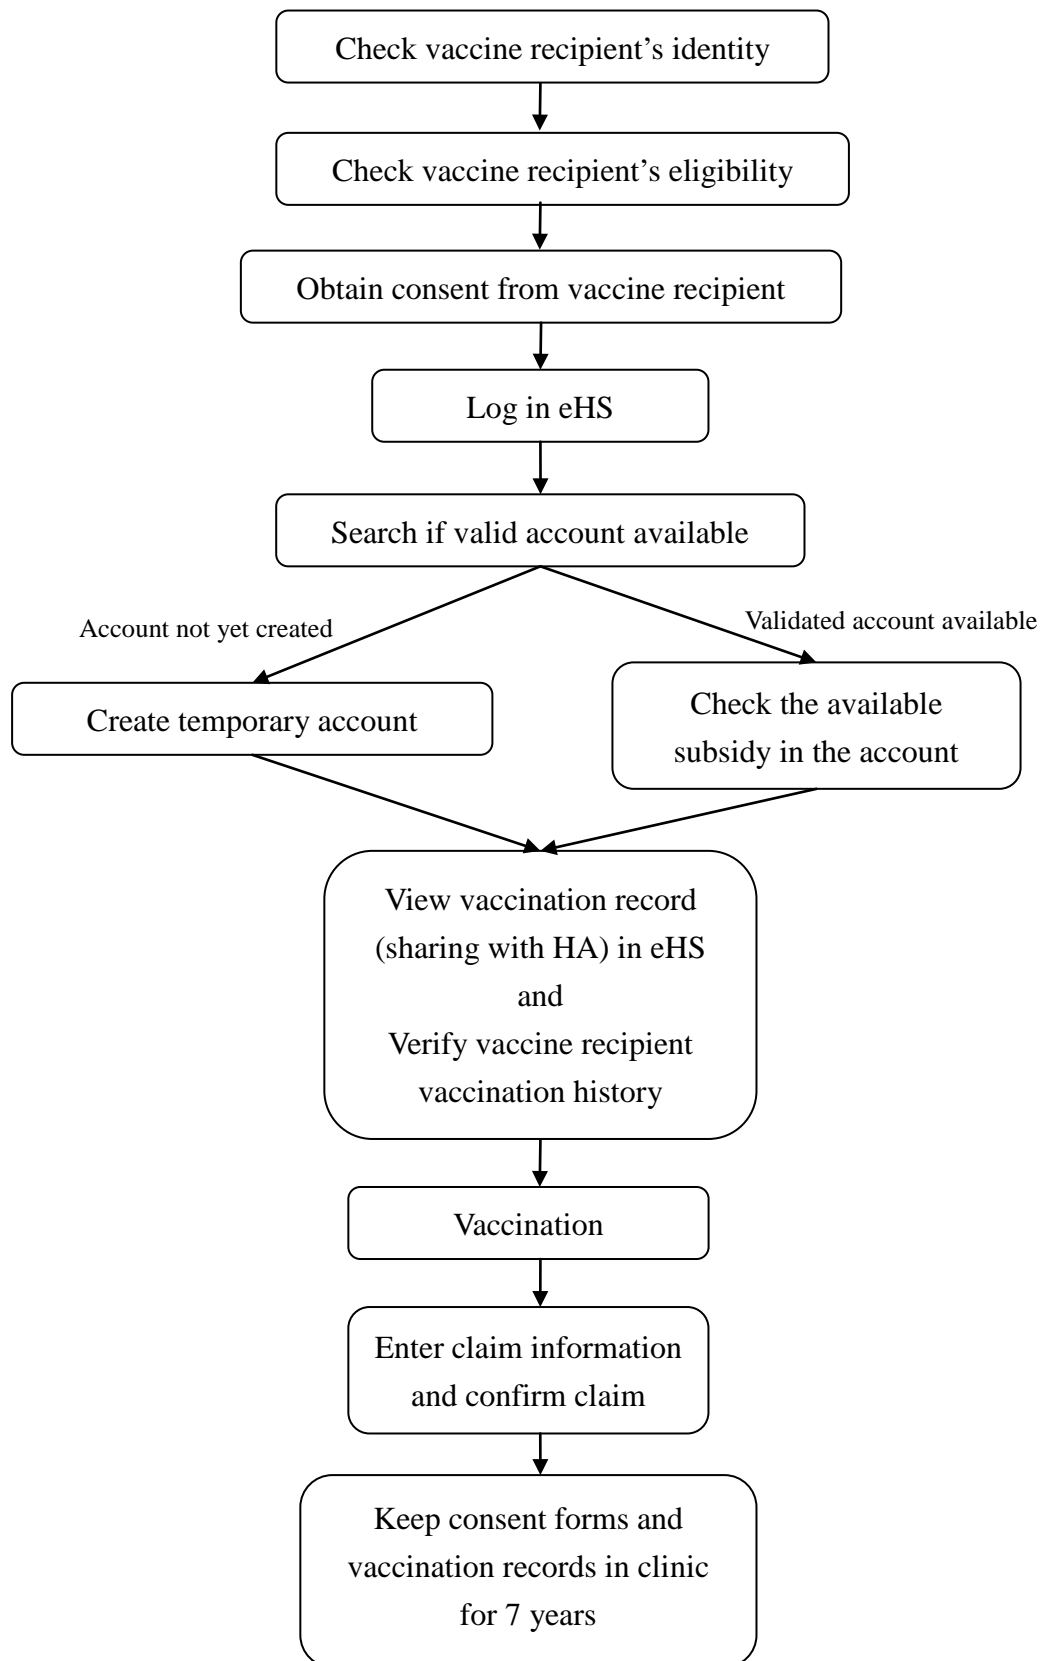 Check vaccine recipient’s identity
Check vaccine recipient’s eligibility
Obtain consent from vaccine recipient
Log in eHS
Search if valid account available
Account not yet created
Validated account available
Create temporary account
Check the available
subsidy in the account
View vaccination record
(sharing with HA) in eHS
and
Verify vaccine recipient
vaccination history
Vaccination
Enter claim information
and confirm claim
Keep consent forms and
vaccination records in clinic
for 7 years